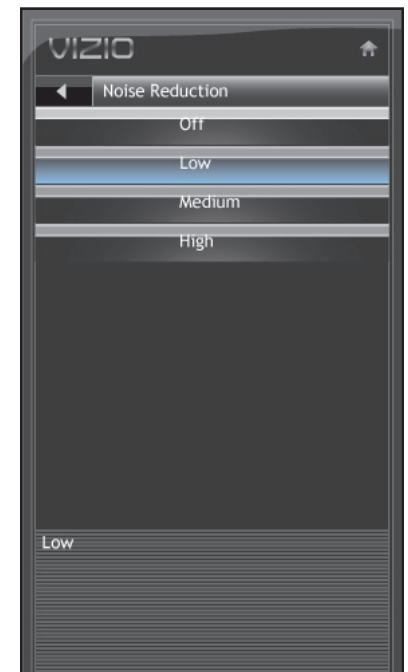 VIZIO
Noise Reduction
Off
Low
Medium
High
Low